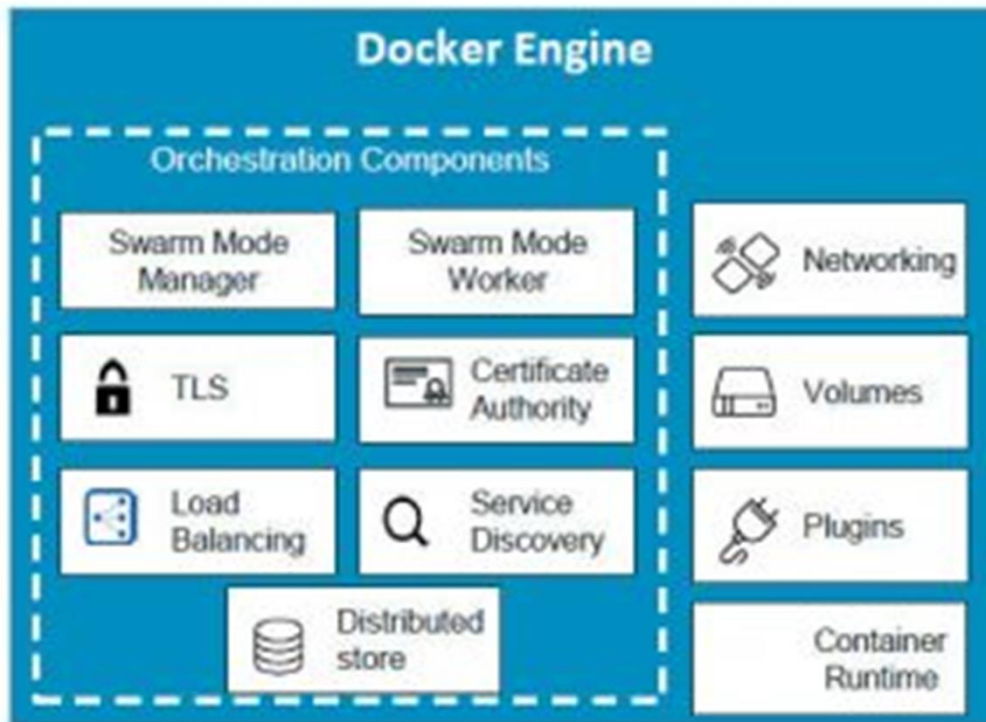 Docker Engine
Orchestration Components
Swarm Mode
Manager
Swarm Mode
Worker
TLS
Certificate
Authority
Load
Balancing
Service
Discovery
Distributed
store
Networking
Volumes
Plugins
Container
Runtime